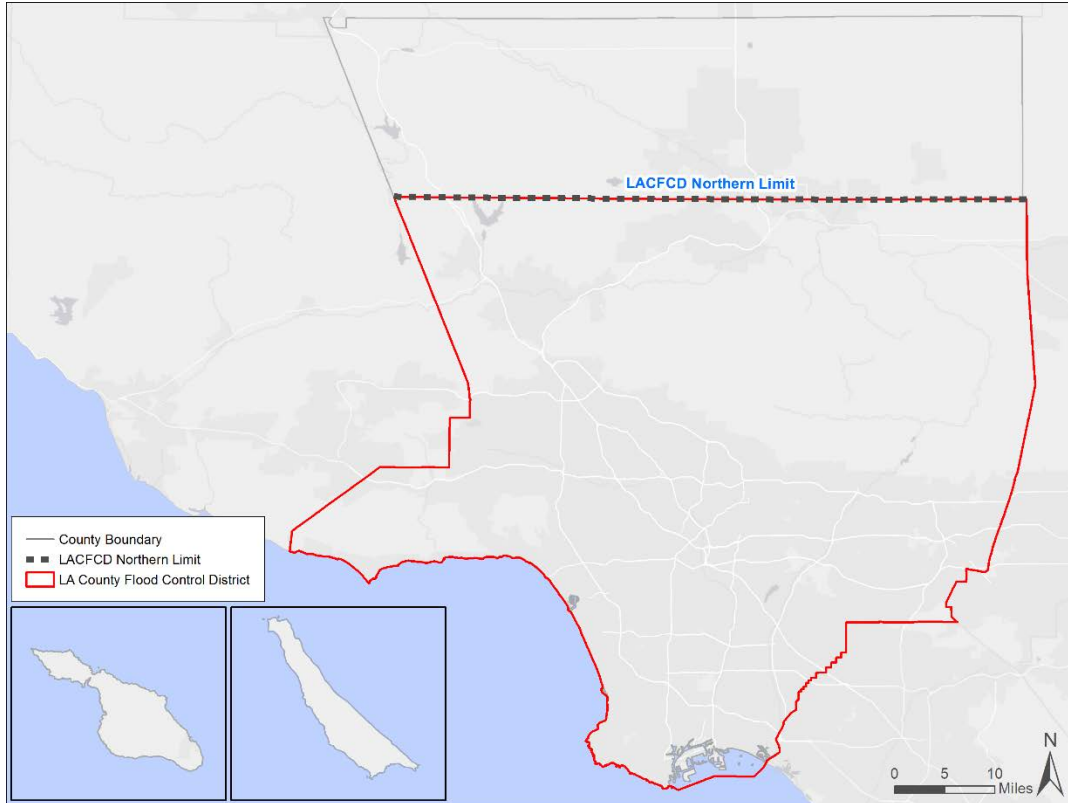 LACFCD Northern Limit
County Boundary
LACFCD Northern Limit
LA County Flood Control District
N
0 5 10
Miles